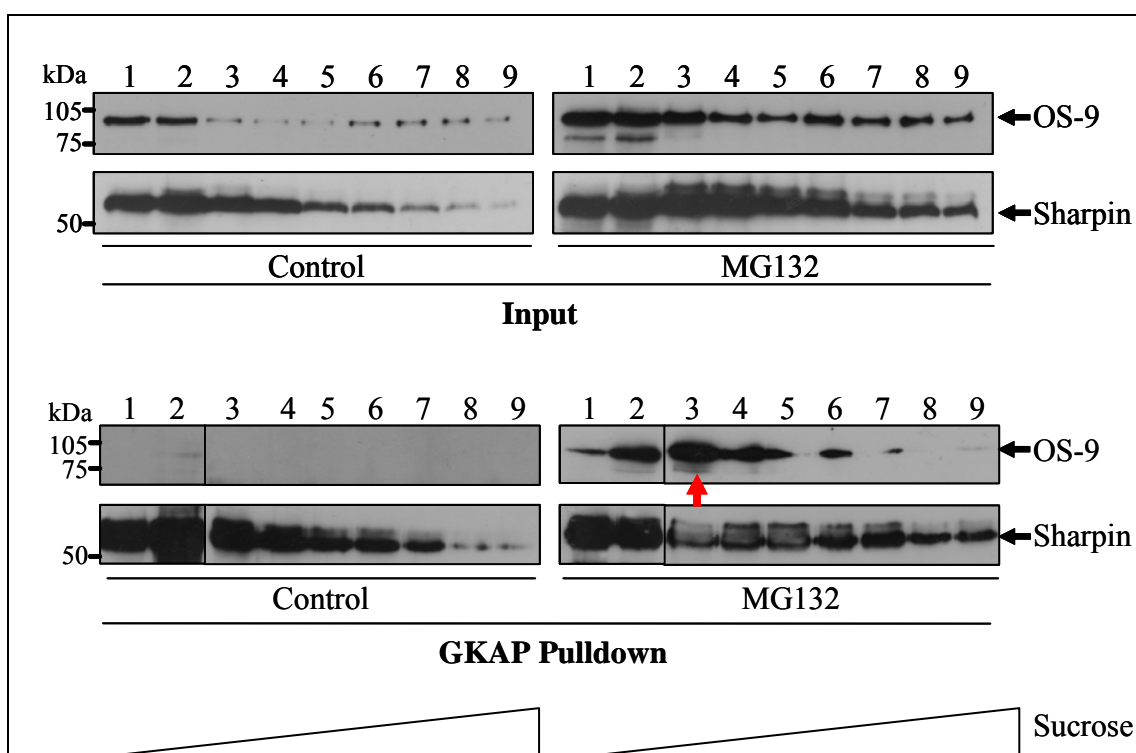 kDa 1 2 3 4 5 6 7 8 9 1 2 3 4 5 6 7 8 9
105 OS-9
75
50 Sharpin
Control MG132
Input
kDa 1 2 3 4 5 6 7 8 9 1 2 3 4 5 6 7 8 9
105 OS-9
75
50 Sharpin
Control MG132
GKAP Pulldown
Sucrose